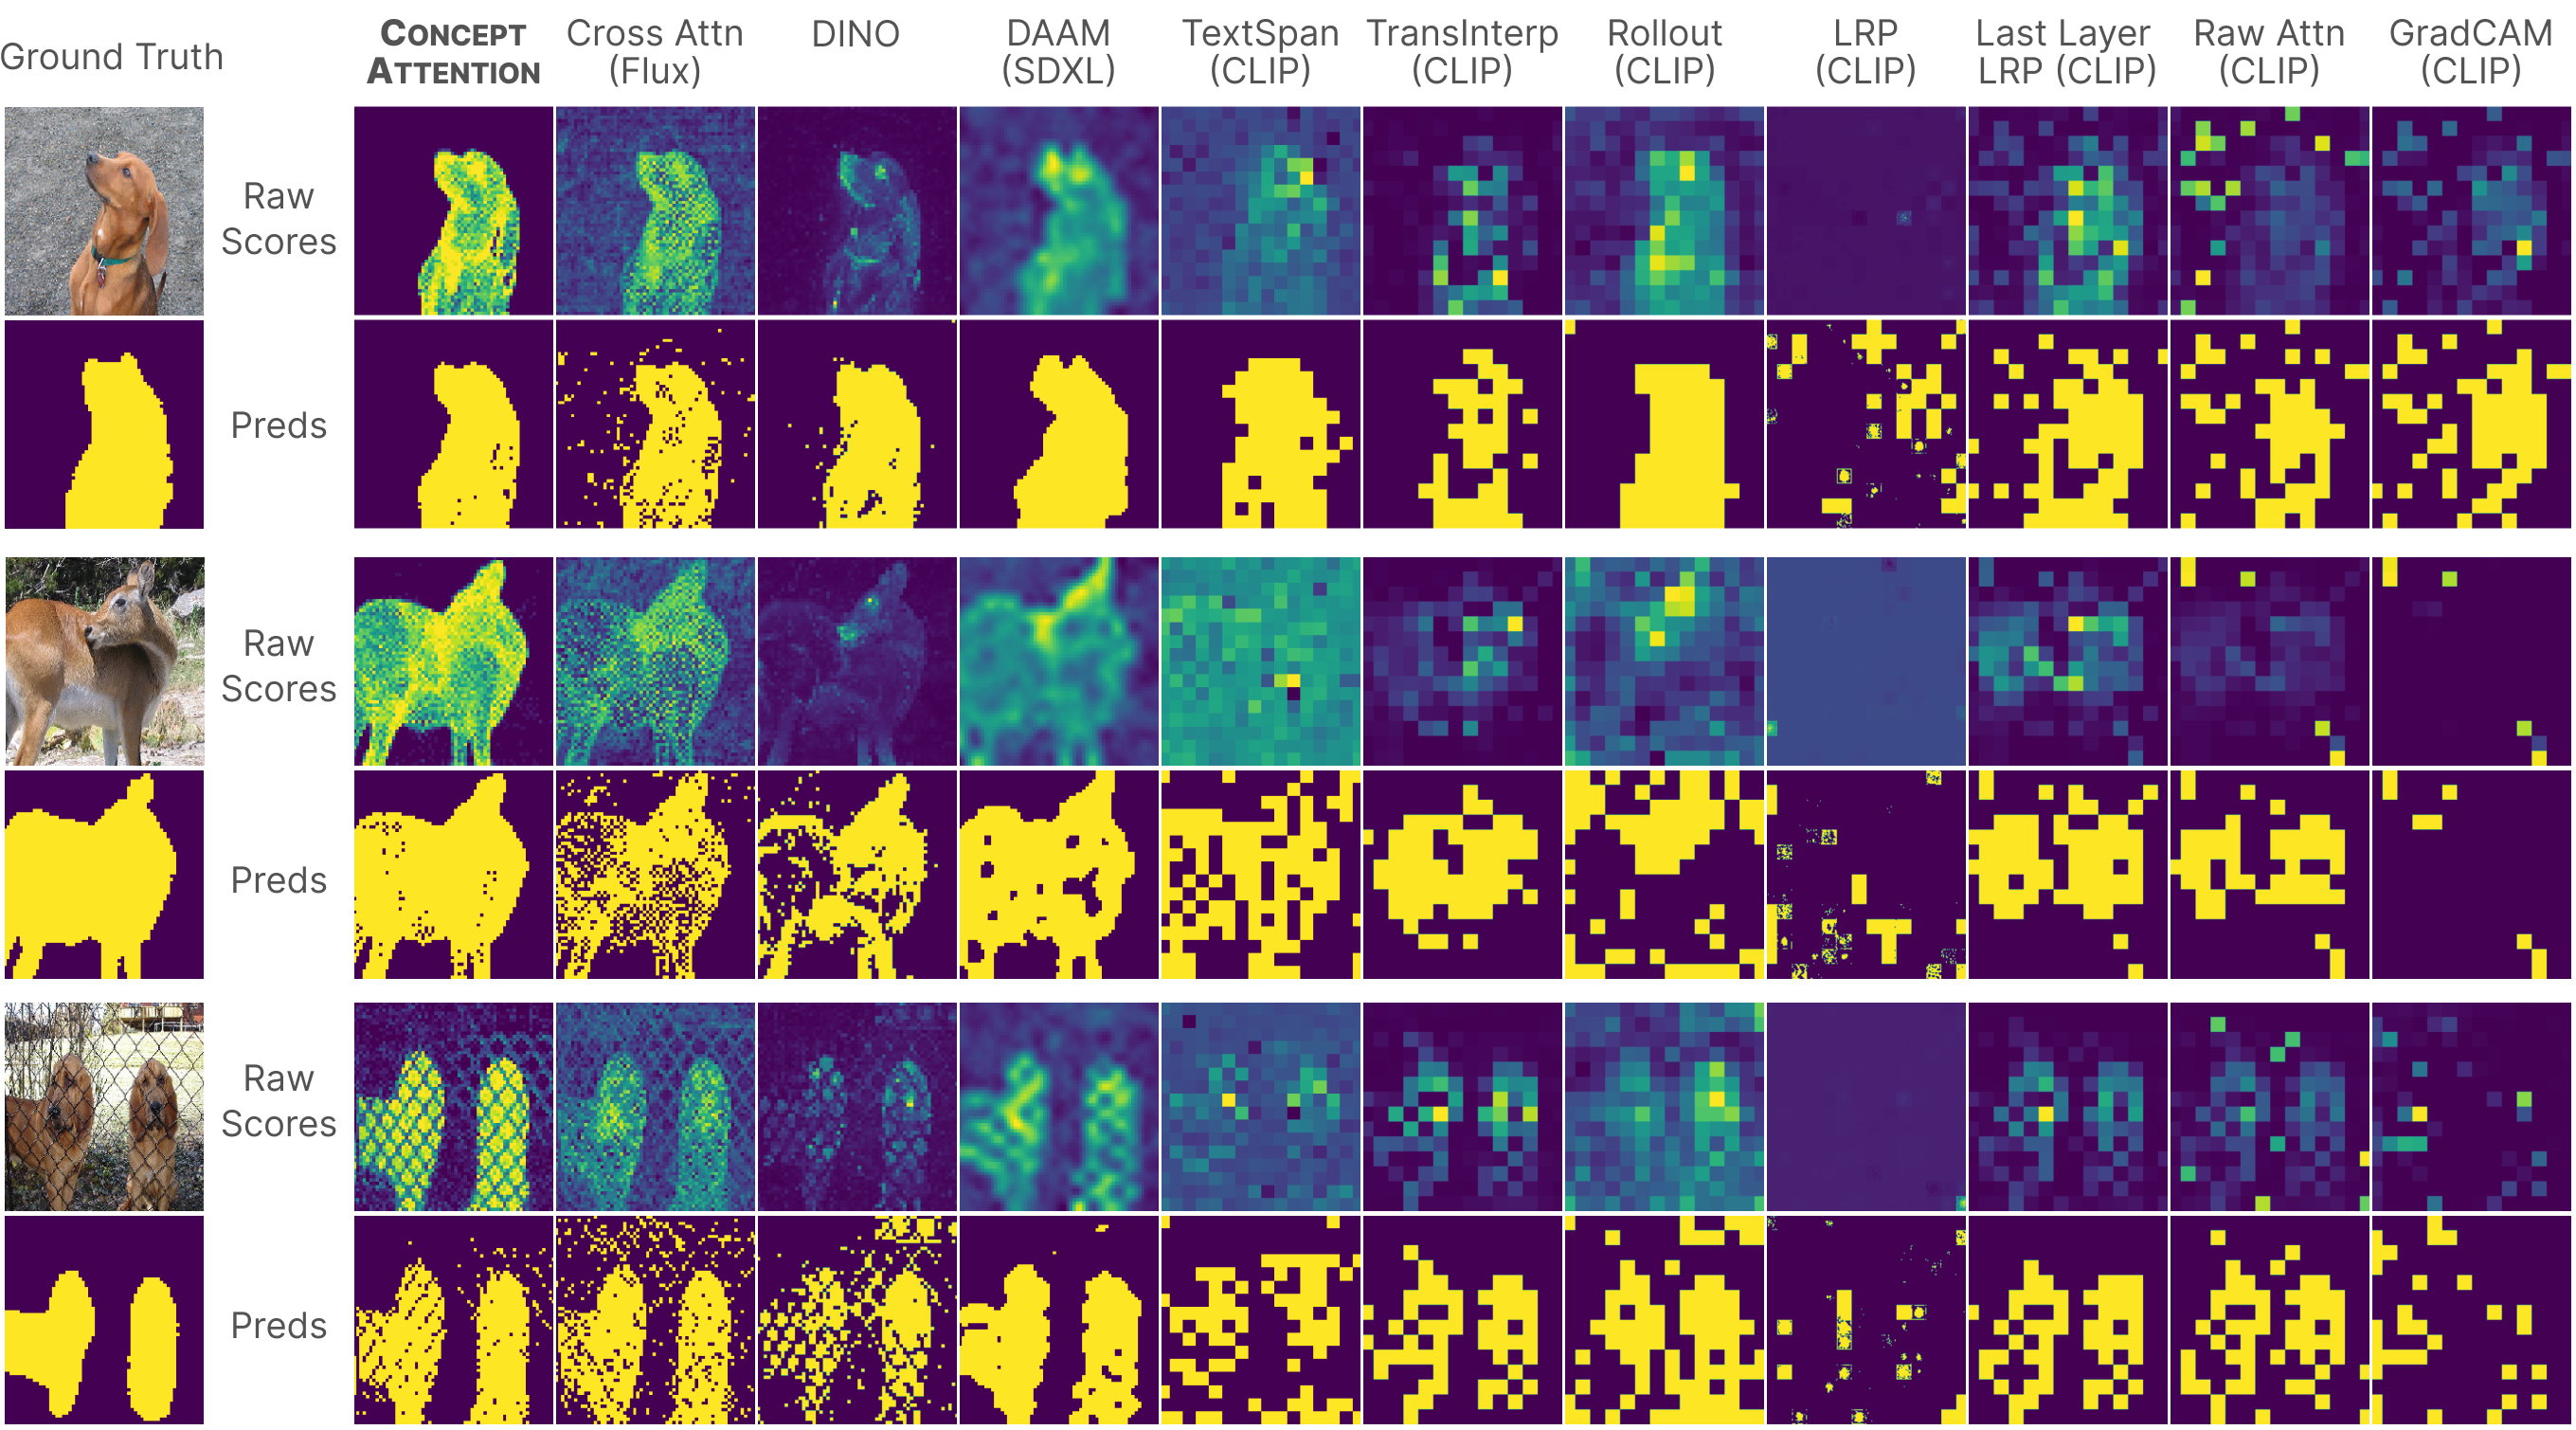 Ground Truth
CONCEPT
ATTENTION
Cross Attn
(Flux)
DINO
DAAM
(SDXL)
TextSpan
(CLIP)
TransInterp
(CLIP)
Rollout
(CLIP)
LRP
(CLIP)
Last Layer
LRP (CLIP)
Raw Attn
(CLIP)
GradCAM
(CLIP)
Raw
Scores
Preds
Raw
Scores
Preds
Raw
Scores
Preds